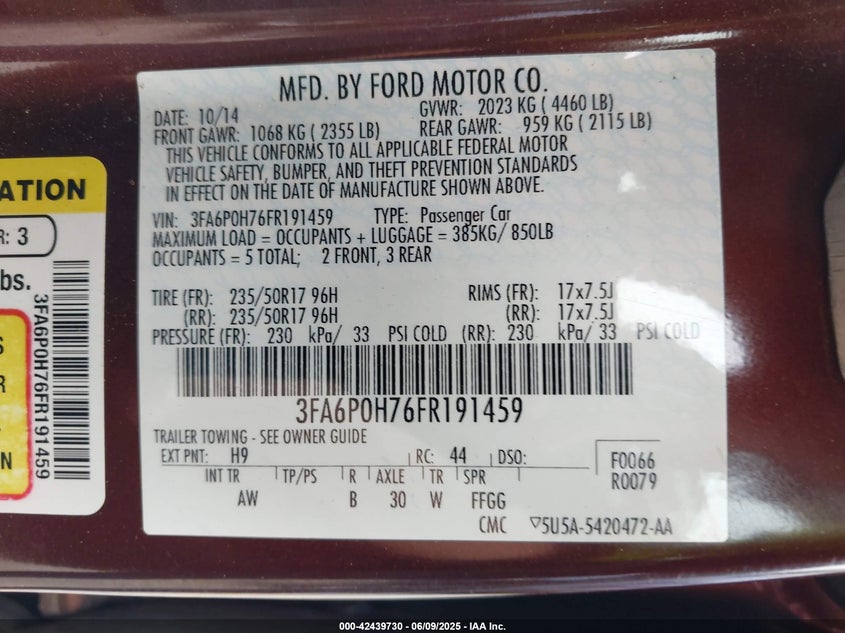 MFD. BY FORD MOTOR CO.
DATE: 10/14
GVWR: 2023 KG ( 4460 LB)
FRONT GAWR: 1068 KG ( 2355 LB)
REAR GAWR: 959 KG ( 2115 LB)
THIS VEHICLE CONFORMS TO ALL APPLICABLE FEDERAL MOTOR
VEHICLE SAFETY, BUMPER, AND THEFT PREVENTION STANDARDS
IN EFFECT ON THE DATE OF MANUFACTURE SHOWN ABOVE.
VIN: 3FA6P0H76FR191459 TYPE: Passenger Car
MAXIMUM LOAD = OCCUPANTS + LUGGAGE = 385KG/ 850LB
OCCUPANTS = 5 TOTAL; 2 FRONT, 3 REAR
TIRE (FR): 235/50R17 96H RIMS (FR): 17x7.5J
(RR): 235/50R17 96H (RR): 17x7.5J
PRESSURE (FR): 230 kPa/ 33 PSI COLD (RR): 230 kPa/ 33 PSI COLD
3FA6P0H76FR191459
TRAILER TOWING - SEE OWNER GUIDE
EXT PNT: H9 RC: 44 DSO:
F0066
R0079
INT TR TP/PS R AXLE TR SPR
AW B 30 W FFGG
CMC 5U5A-5420472-AA
ATION
R: 3
bs.
3FA6P0H76FR191459
S
R
N
000-42439730 - 06/09/2025 - IAA Inc.